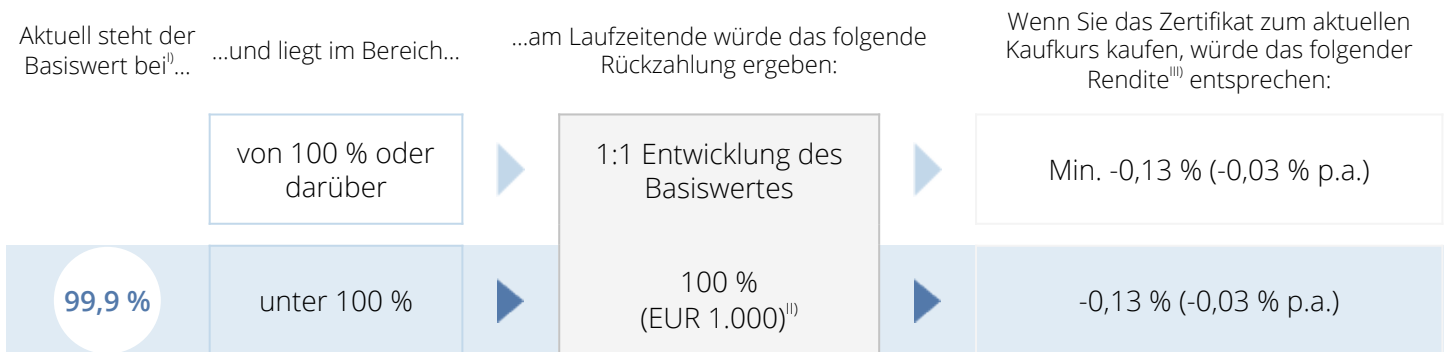 Aktuell steht der
Basiswert bei I)...
...und liegt im Bereich...
...am Laufzeitende würde das folgende
Rückzahlung ergeben:
Wenn Sie das Zertifikat zum aktuellen
Kaufkurs kaufen, würde das folgender
Rendite III) entsprechen:
von 100 % oder
darüber
1:1 Entwicklung des
Basiswertes
Min. -0,13 % (-0,03 % p.a.)
99,9 %
unter 100 %
100 %
(EUR 1.000) II)
-0,13 % (-0,03 % p.a.)